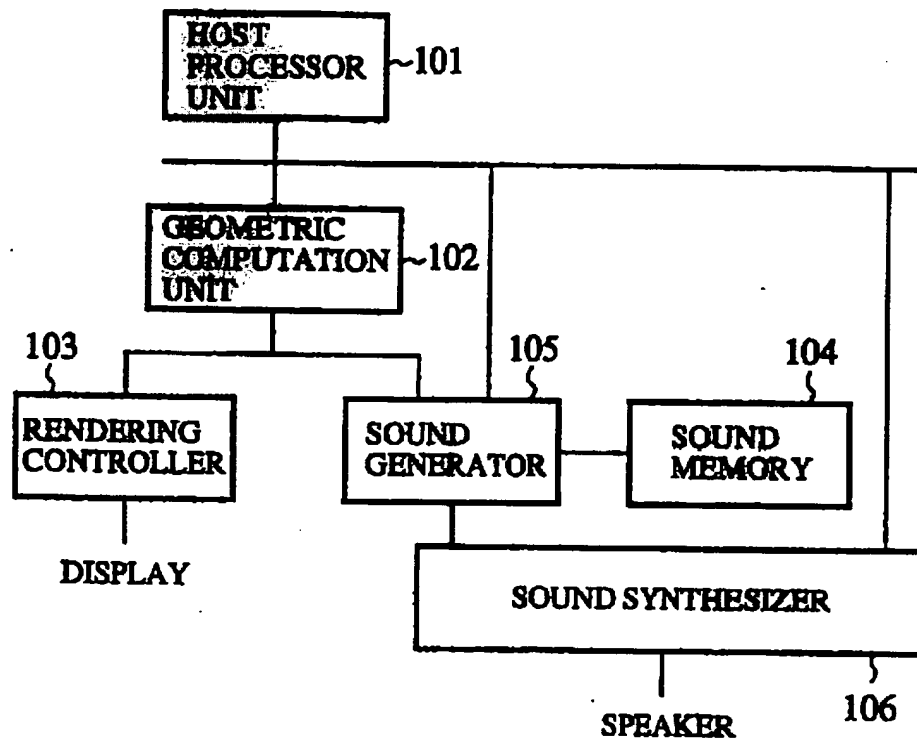 HOST
PROCESSOR
UNIT
101
GEOMETRIC
COMPUTATION
UNIT
102
103
105
104
RENDERING
CONTROLLER
SOUND
GENERATOR
SOUND
MEMORY
DISPLAY
SOUND SYNTHESIZER
106
SPEAKER